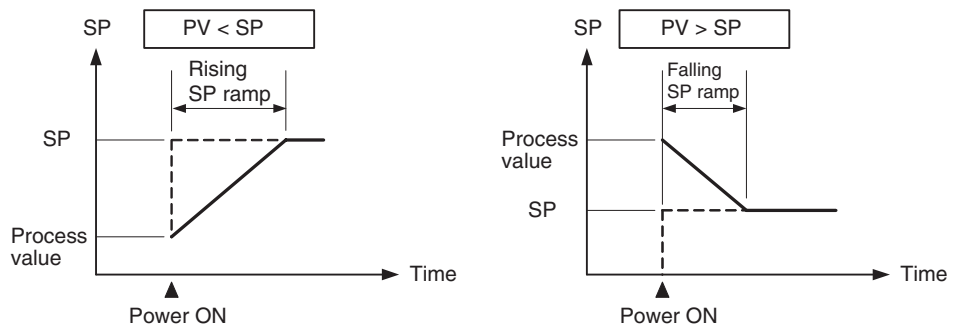 SP
PV < SP
Rising
SP ramp
SP
Process
value
Time
Power ON
SP
PV > SP
Falling
SP ramp
Process
value
SP
Time
Power ON